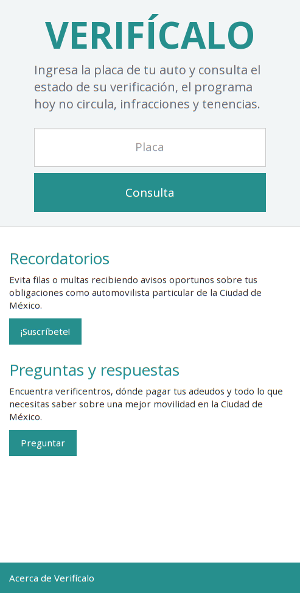 VERIFÍCALO
Ingresa la placa de tu auto y consulta el
estado de su verificación, el programa
hoy no circula, infracciones y tenencias.
Placa
Consulta
Recordatorios
Evita filas o multas recibiendo avisos oportunos sobre tus
obligaciones como automovilista particular de la Ciudad de
México.
¡Suscríbete!
Preguntas y respuestas
Encuentra verificentros, dónde pagar tus adeudos y todo lo que
necesitas saber sobre una mejor movilidad en la Ciudad de
México.
Preguntar
Acerca de Verifícalo